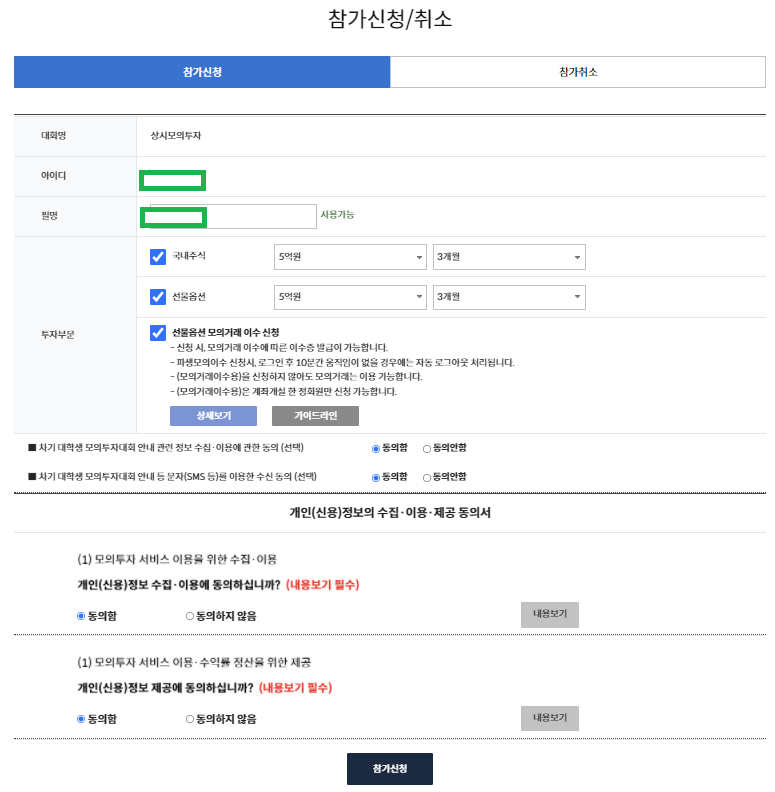 참가신청/취소
참가신청 참가취소
대회명 상시모의투자
아이디
필명 사용가능
국내주식 5억원 3개월
선물옵션 5억원 3개월
투자부문
선물옵션 모의거래 이수 신청
- 신청 시, 모의거래 이수에 따른 이수증 발급이 가능합니다.
- 파생모의이수 신청시, 로그인 후 10분간 움직임이 없을 경우에는 자동 로그아웃 처리됩니다.
- (모의거래이수용)을 신청하지 않아도 모의거래는 이용 가능합니다.
- (모의거래이수용)은 계좌개설 한 정회원만 신청 가능합니다.
상세보기 가이드라인
■ 차기 대학생 모의투자대회 안내 관련 정보 수집·이용에 관한 동의 (선택) 동의함 동의안함
■ 차기 대학생 모의투자대회 안내 등 문자(SMS 등)를 이용한 수신 동의 (선택) 동의함 동의안함
개인(신용)정보의 수집·이용·제공 동의서
(1) 모의투자 서비스 이용을 위한 수집·이용
개인(신용)정보 수집·이용에 동의하십니까? (내용보기 필수)
동의함 동의하지 않음 내용보기
(1) 모의투자 서비스 이용·수익률 정산을 위한 제공
개인(신용)정보 제공에 동의하십니까? (내용보기 필수)
동의함 동의하지 않음 내용보기
참가신청